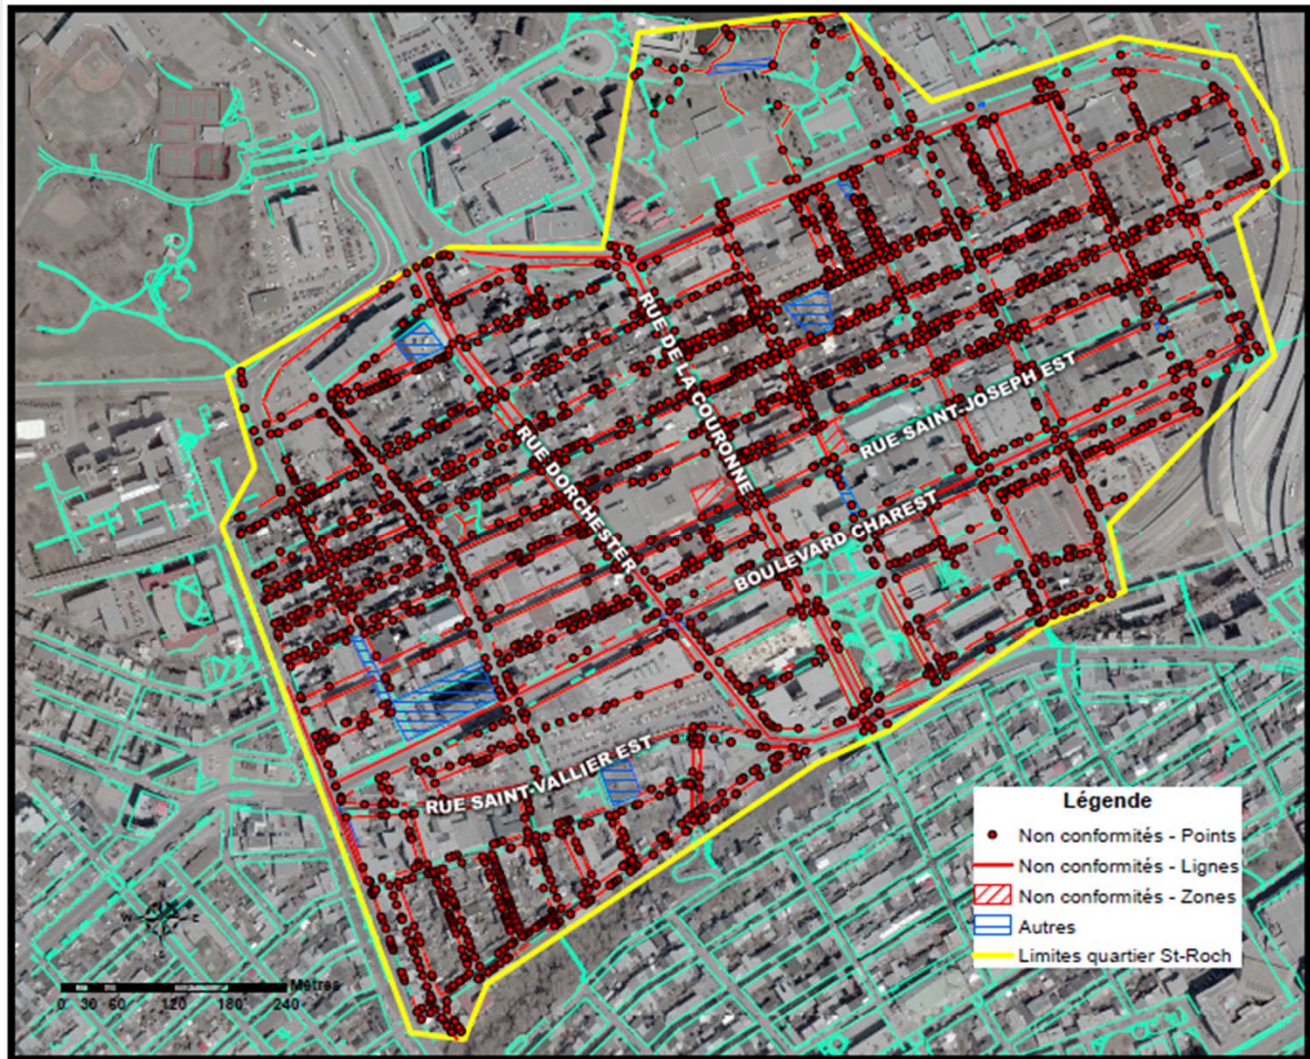 RUE DE LA COURONNE
RUE SAINT-JOSEPH EST
RUE DORCHESTER
BOULEVARD CHAREST
RUE SAINT-VALLIER EST
Légende
Non conformités - Points
Non conformités - Lignes
Non conformités - Zones
Autres
Limites quartier St-Roch
N
W E
S
Mètres
0 30 60 120 180 240